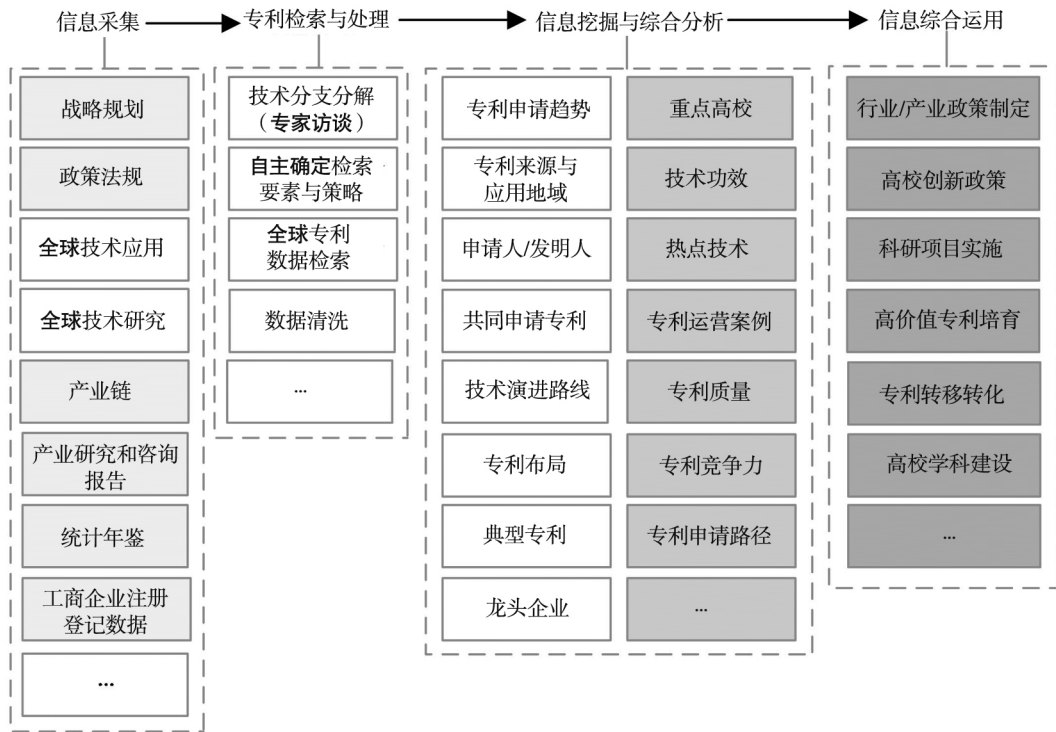 信息采集
专利检索与处理
信息挖掘与综合分析
信息综合运用
战略规划
政策法规
全球技术应用
全球技术研究
产业链
产业研究和咨询
报告
统计年鉴
工商企业注册
登记数据
...
技术分支分解
（专家访谈）
自主确定检索
要素与策略
全球专利
数据检索
数据清洗
...
专利申请趋势
专利来源与
应用地域
申请人/发明人
共同申请专利
技术演进路线
专利布局
典型专利
龙头企业
重点高校
技术功效
热点技术
专利运营案例
专利质量
专利竞争力
专利申请路径
...
行业/产业政策制定
高校创新政策
科研项目实施
高价值专利培育
专利转移转化
高校学科建设
...